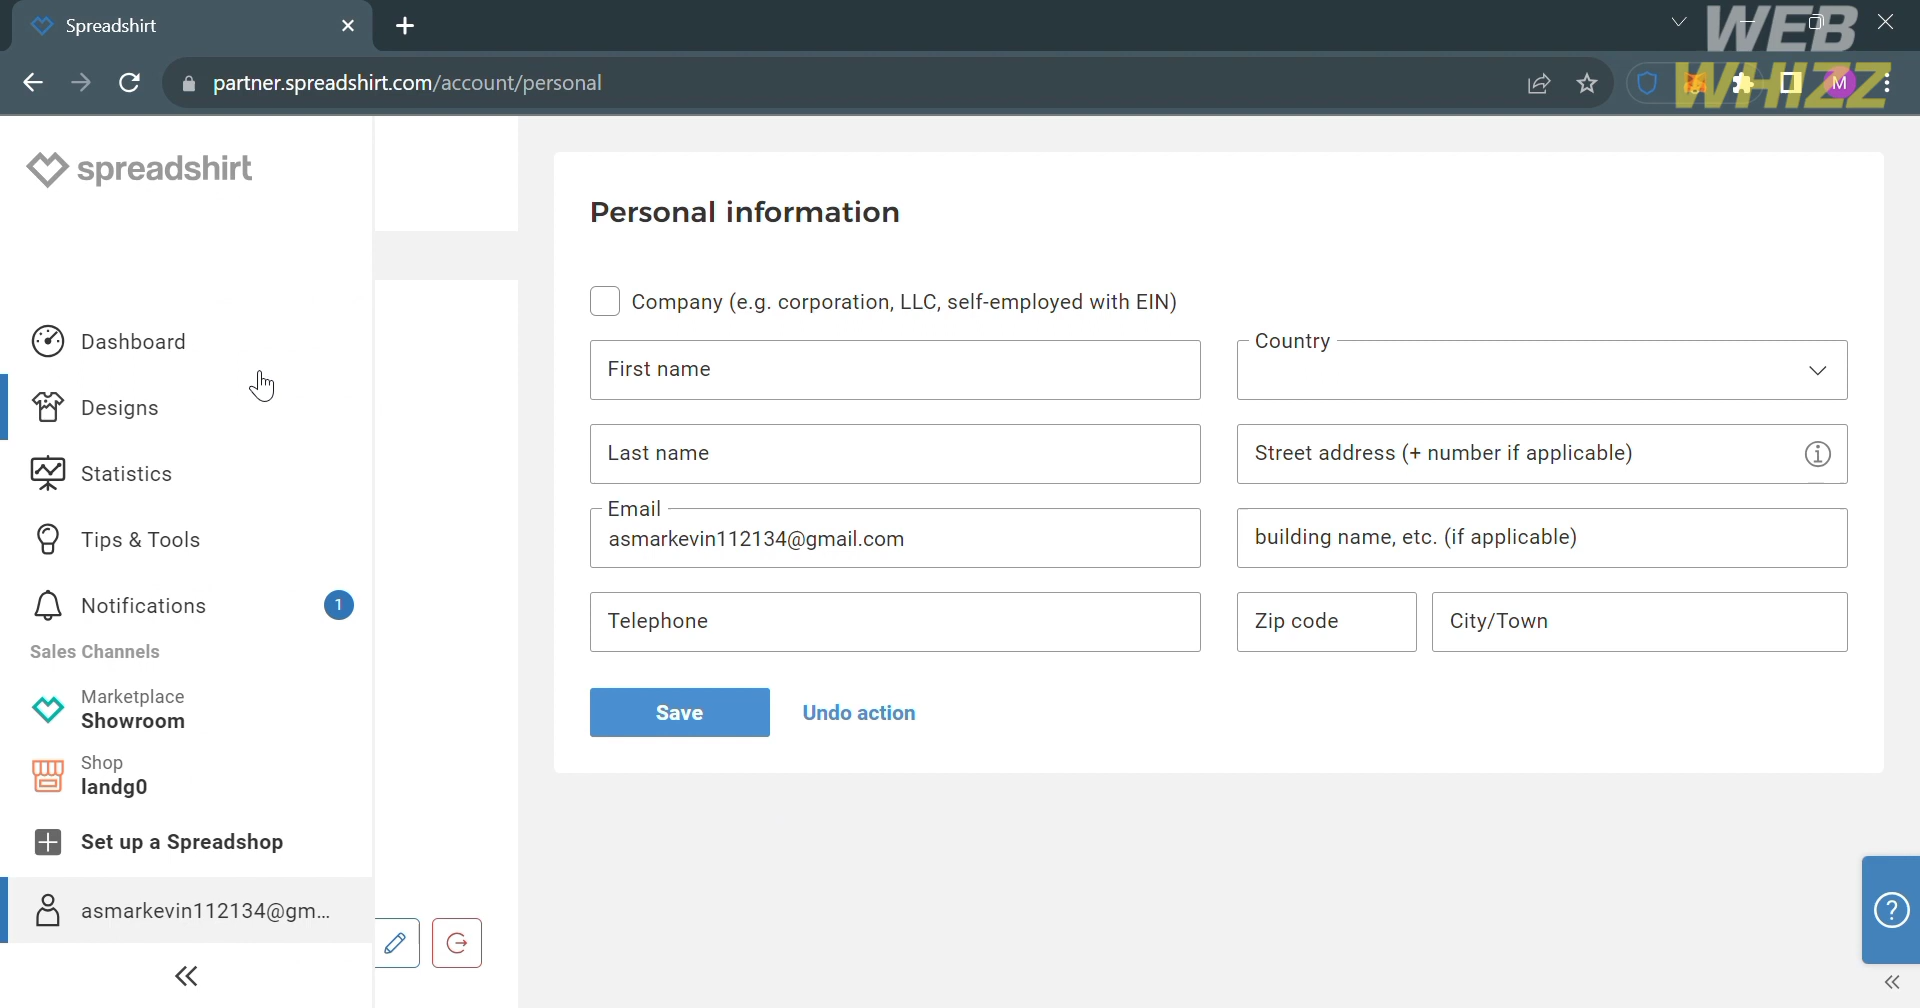 Spreadshirt
WEB
WHIZZ
partner.spreadshirt.com/account/personal
M
spreadshirt
Dashboard
Designs
Statistics
Tips & Tools
Notifications 1
Sales Channels
Marketplace
Showroom
Shop
landg0
Set up a Spreadshop
asmarkevin112134@gm...
Personal information
Company (e.g. corporation, LLC, self-employed with EIN)
First name
Country
Last name
Street address (+ number if applicable)
Email
asmarkevin112134@gmail.com
building name, etc. (if applicable)
Telephone
Zip code
City/Town
Save
Undo action